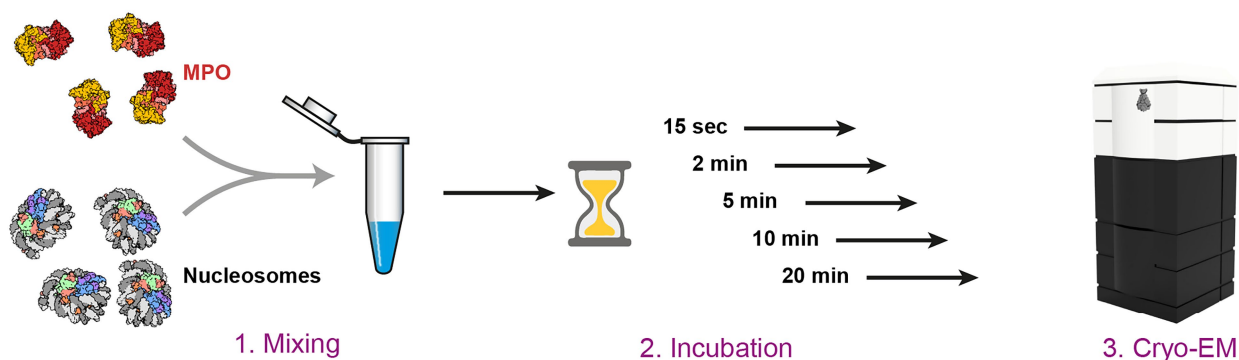 MPO
Nucleosomes
15 sec
2 min
5 min
10 min
20 min
1. Mixing
2. Incubation
3. Cryo-EM